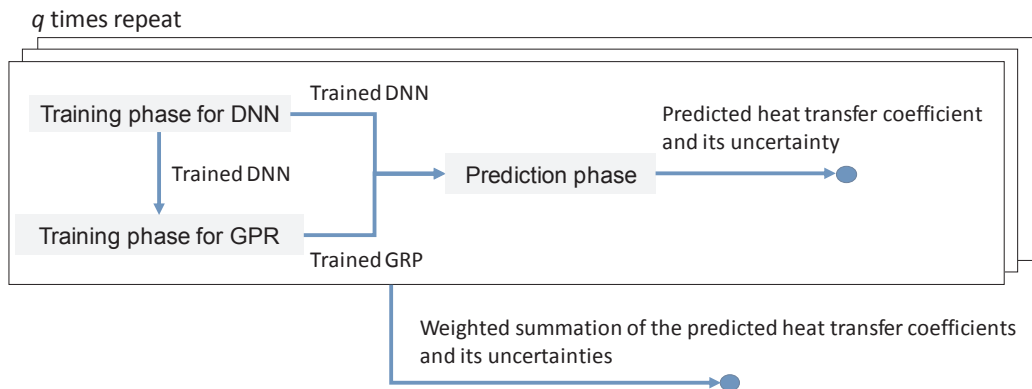 q times repeat
Trained DNN
Training phase for DNN
Predicted heat transfer coefficient
and its uncertainty
Trained DNN
Prediction phase
Training phase for GPR
Trained GRP
Weighted summation of the predicted heat transfer coefficients
and its uncertainties